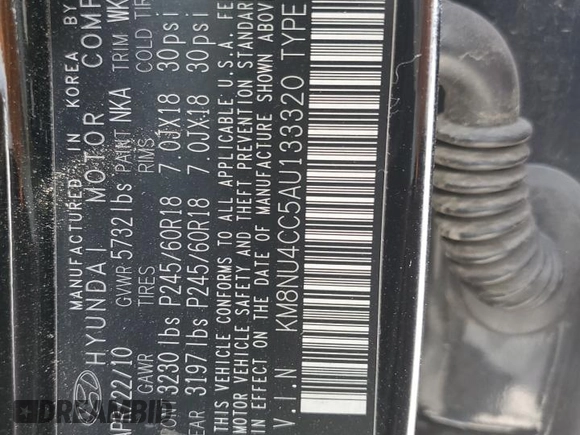 MANUFACTURED IN KOREA BY
HYUNDAI MOTOR COMP
22/10 GVWR 5732 lbs PAINT NKA TRIM WK
GAWR TIRES RIMS COLD TIR
3230 lbs P245/60R18 7.0JX18 30psi
EAR 3197 lbs P245/60R18 7.0JX18 30psi
THIS VEHICLE CONFORMS TO ALL APPLICABLE U.S.A. FE
MOTOR VEHICLE SAFETY AND THEFT PREVENTION STANDAR
IN EFFECT ON THE DATE OF MANUFACTURE SHOWN ABOV
V.I.N KM8NU4CC5AU133320 TYPE
DREAMBID